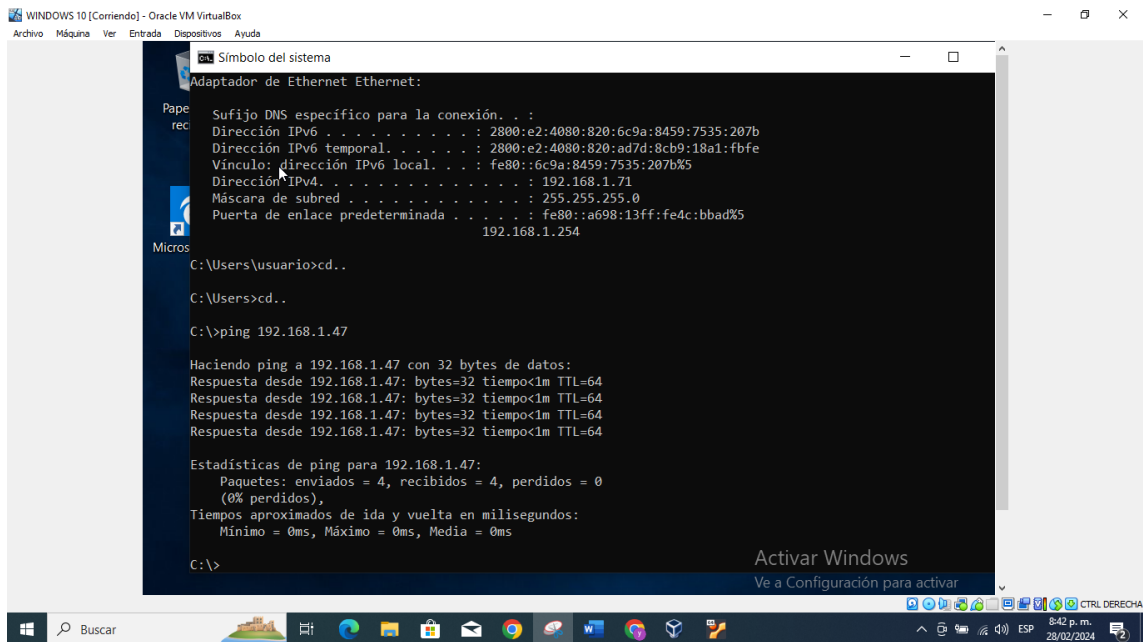 WINDOWS 10 [Corriendo] - Oracle VM VirtualBox
Archivo Máquina Ver Entrada Dispositivos Ayuda
Símbolo del sistema
Pape
rec
Micros
Adaptador de Ethernet Ethernet:
Sufijo DNS específico para la conexión. . :
Dirección IPv6 . . . . . . . . . . : 2800:e2:4080:820:6c9a:8459:7535:207b
Dirección IPv6 temporal. . . . . . : 2800:e2:4080:820:ad7d:8cb9:18a1:fbfe
Vínculo: dirección IPv6 local. . . : fe80::6c9a:8459:7535:207b%5
Dirección IPv4. . . . . . . . . . . . . . : 192.168.1.71
Máscara de subred . . . . . . . . . . . . : 255.255.255.0
Puerta de enlace predeterminada . . . . . : fe80::a698:13ff:fe4c:bbad%5
192.168.1.254
C:\Users\usuario>cd..
C:\Users>cd..
C:\>ping 192.168.1.47
Haciendo ping a 192.168.1.47 con 32 bytes de datos:
Respuesta desde 192.168.1.47: bytes=32 tiempo<1m TTL=64
Respuesta desde 192.168.1.47: bytes=32 tiempo<1m TTL=64
Respuesta desde 192.168.1.47: bytes=32 tiempo<1m TTL=64
Respuesta desde 192.168.1.47: bytes=32 tiempo<1m TTL=64
Estadísticas de ping para 192.168.1.47:
Paquetes: enviados = 4, recibidos = 4, perdidos = 0
(0% perdidos),
Tiempos aproximados de ida y vuelta en milisegundos:
Mínimo = 0ms, Máximo = 0ms, Media = 0ms
C:\>
Activar Windows
Ve a Configuración para activar
CTRL DERECHA
Buscar
ESP
8:42 p. m.
28/02/2024